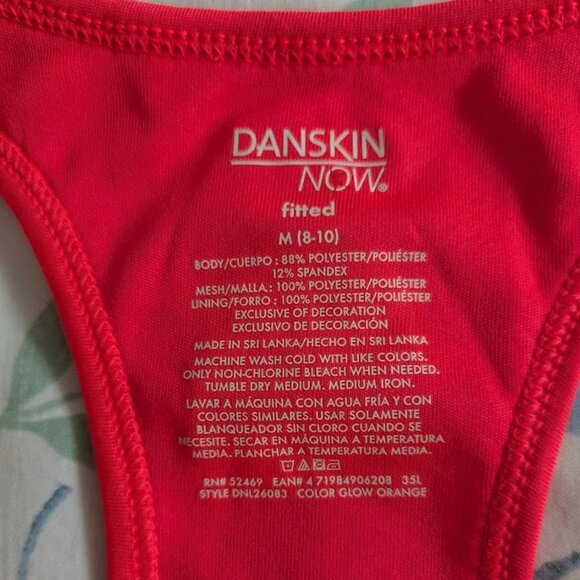 DANSKIN
NOW®
fitted
M (8-10)
BODY/CUERPO : 88% POLYESTER/POLIÉSTER
12% SPANDEX
MESH/MALLA: 100% POLYESTER/POLIÉSTER
LINING/FORRO : 100% POLYESTER/POLIÉSTER
EXCLUSIVE OF DECORATION
EXCLUSIVO DE DECORACIÓN
MADE IN SRI LANKA/HECHO EN SRI LANKA
MACHINE WASH COLD WITH LIKE COLORS.
ONLY NON-CHLORINE BLEACH WHEN NEEDED.
TUMBLE DRY MEDIUM. MEDIUM IRON.
LAVAR A MÁQUINA CON AGUA FRÍA Y CON
COLORES SIMILARES. USAR SOLAMENTE
BLANQUEADOR SIN CLORO CUANDO SE
NECESITE. SECAR EN MÁQUINA A TEMPERATURA
MEDIA. PLANCHAR A TEMPERATURA MEDIA.
RN# 52469 EAN# 4 71984906208 35L
STYLE DNL26083 COLOR GLOW ORANGE